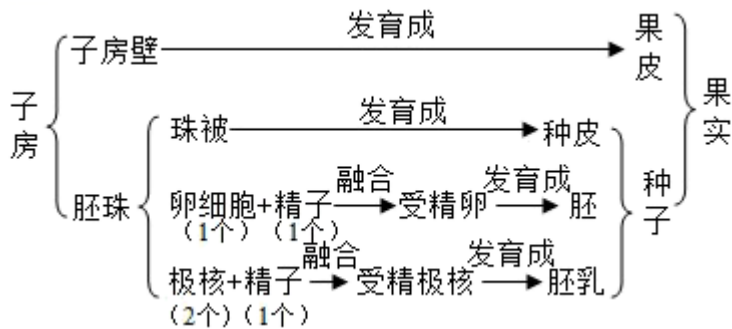 发育成
子房壁 果皮
子房 果实
发育成
珠被 种皮
融合 发育成
胚珠 卵细胞+精子 受精卵 胚 种子
（1个）（1个）
融合 发育成
极核+精子 受精极核 胚乳
（2个）（1个）